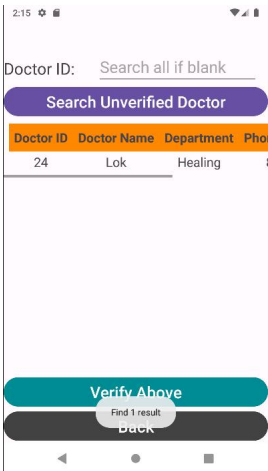 2:15
Doctor ID: Search all if blank
Search Unverified Doctor
Doctor ID Doctor Name Department Pho
24 Lok Healing
Verify Above
Find 1 result
Back